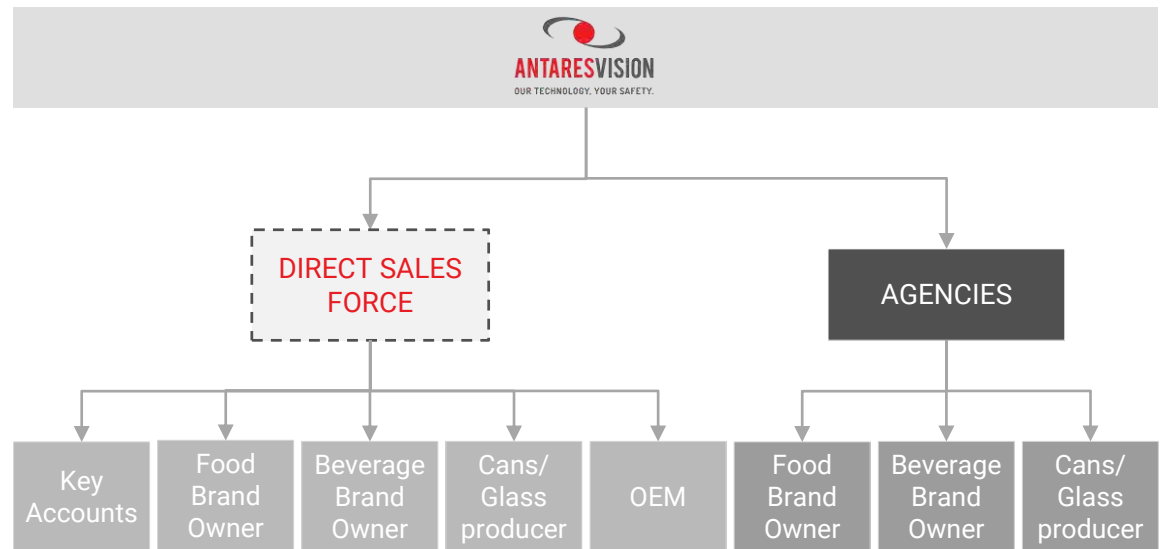 ANTARESVISION
OUR TECHNOLOGY, YOUR SAFETY.
DIRECT SALES
FORCE
AGENCIES
Key
Accounts
Food
Brand
Owner
Beverage
Brand
Owner
Cans/
Glass
producer
OEM
Food
Brand
Owner
Beverage
Brand
Owner
Cans/
Glass
producer